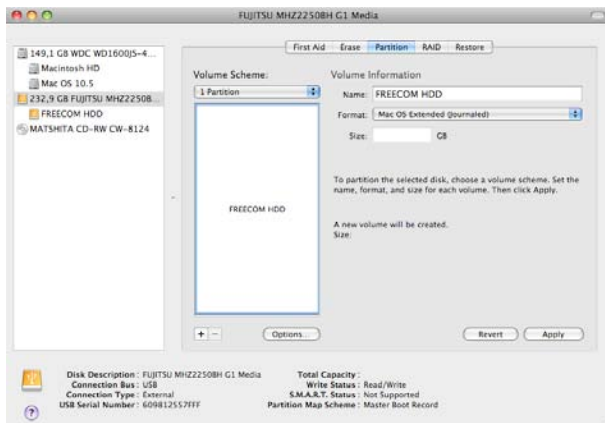 FUJITSU MHZ2250BH G1 Media
149,1 GB WDC WD1600JS-4...
Macintosh HD
Mac OS 10.5
232,9 GB FUJITSU MHZ2250B...
FREECOM HDD
MATSHITA CD-RW CW-8124
First Aid Erase Partition RAID Restore
Volume Scheme:
1 Partition
FREECOM HDD
+ − Options...
Volume Information
Name: FREECOM HDD
Format: Mac OS Extended (Journaled)
Size: GB
To partition the selected disk, choose a volume scheme. Set the
name, format, and size for each volume. Then click Apply.
A new volume will be created.
Size:
Revert Apply
Disk Description : FUJITSU MHZ2250BH G1 Media
Connection Bus : USB
Connection Type : External
USB Serial Number : 609812557FFF
Total Capacity :
Write Status : Read/Write
S.M.A.R.T. Status : Not Supported
Partition Map Scheme : Master Boot Record
?